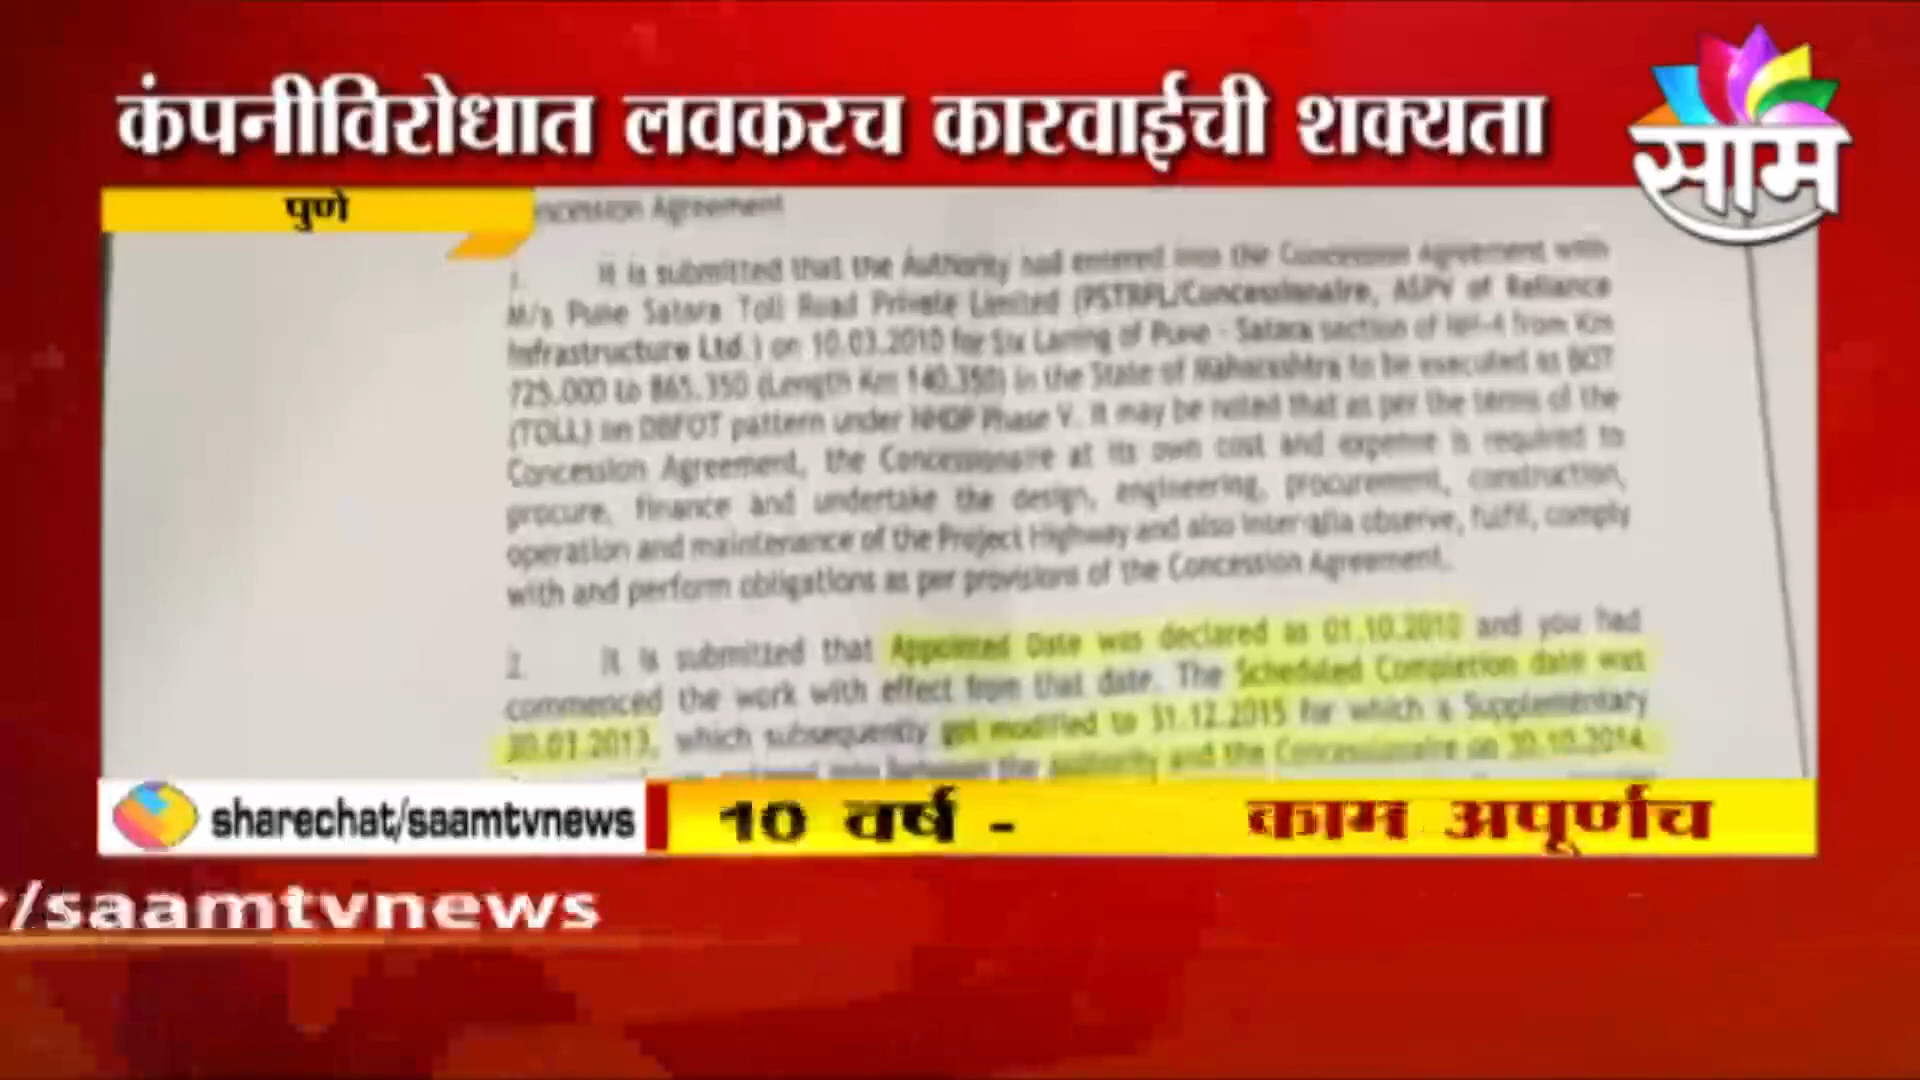 कंपनीविरोधात लवकरच कारवाईची शक्यता
साम
पुणे
Concession Agreement
1. It is submitted that the Authority had entered into the Concession Agreement with
M/s Pune Satara Toll Road Private Limited (PSTRPL/Concessionaire, ASPV of Reliance
Infrastructure Ltd.) on 10.03.2010 for Six Laning of Pune - Satara section of NH-4 from Km
725.000 to 865.350 (Length Km 140.350) in the State of Maharashtra to be executed as BOT
(TOLL) on DBFOT pattern under NHDP Phase V. It may be noted that as per the terms of the
Concession Agreement, the Concessionaire at its own cost and expense is required to
procure, finance and undertake the design, engineering, procurement, construction,
operation and maintenance of the Project Highway and also inter-alia observe, fulfil, comply
with and perform obligations as per provisions of the Concession Agreement.
2. It is submitted that Appointed Date was declared as 01.10.2010 and you had
commenced the work with effect from that date. The Scheduled Completion date was
which subsequently got modified to 31.12.2015 for which a Supplementary
between the Authority and the Concessionaire on 30.10.2014
sharechat/saamtvnews
10 वर्ष - काम अपूर्णच
/saamtvnews